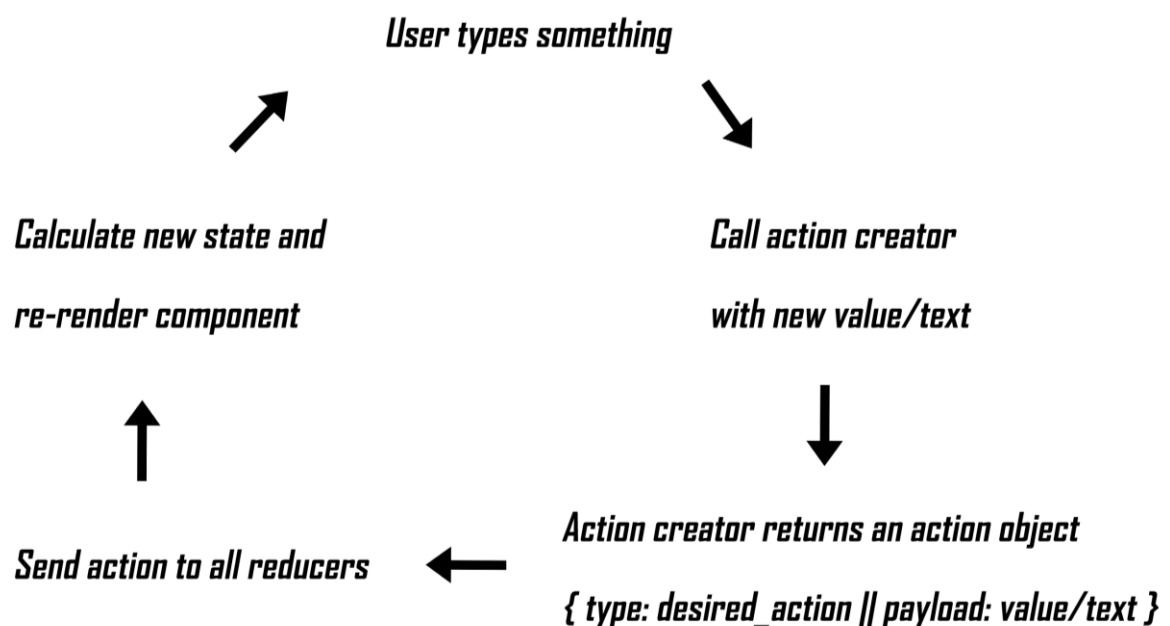 User types something
Call action creator
with new value/text
Action creator returns an action object
{ type: desired_action || payload: value/text }
Send action to all reducers
Calculate new state and
re-render component